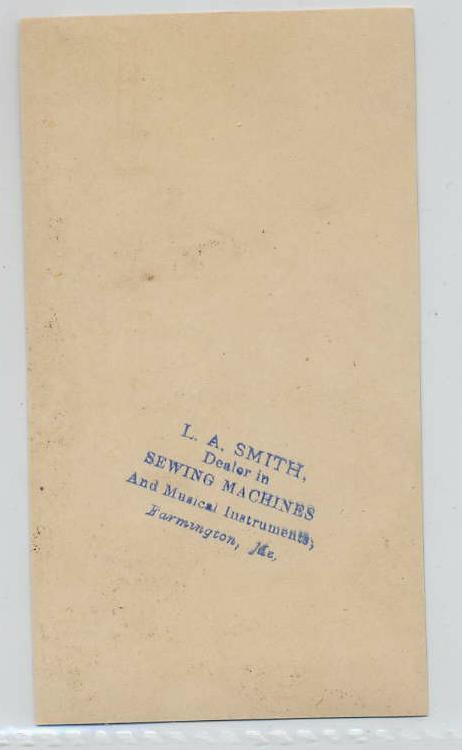 L. A. SMITH,
Dealer in
SEWING MACHINES
And Musical Instruments,
Farmington, Me,